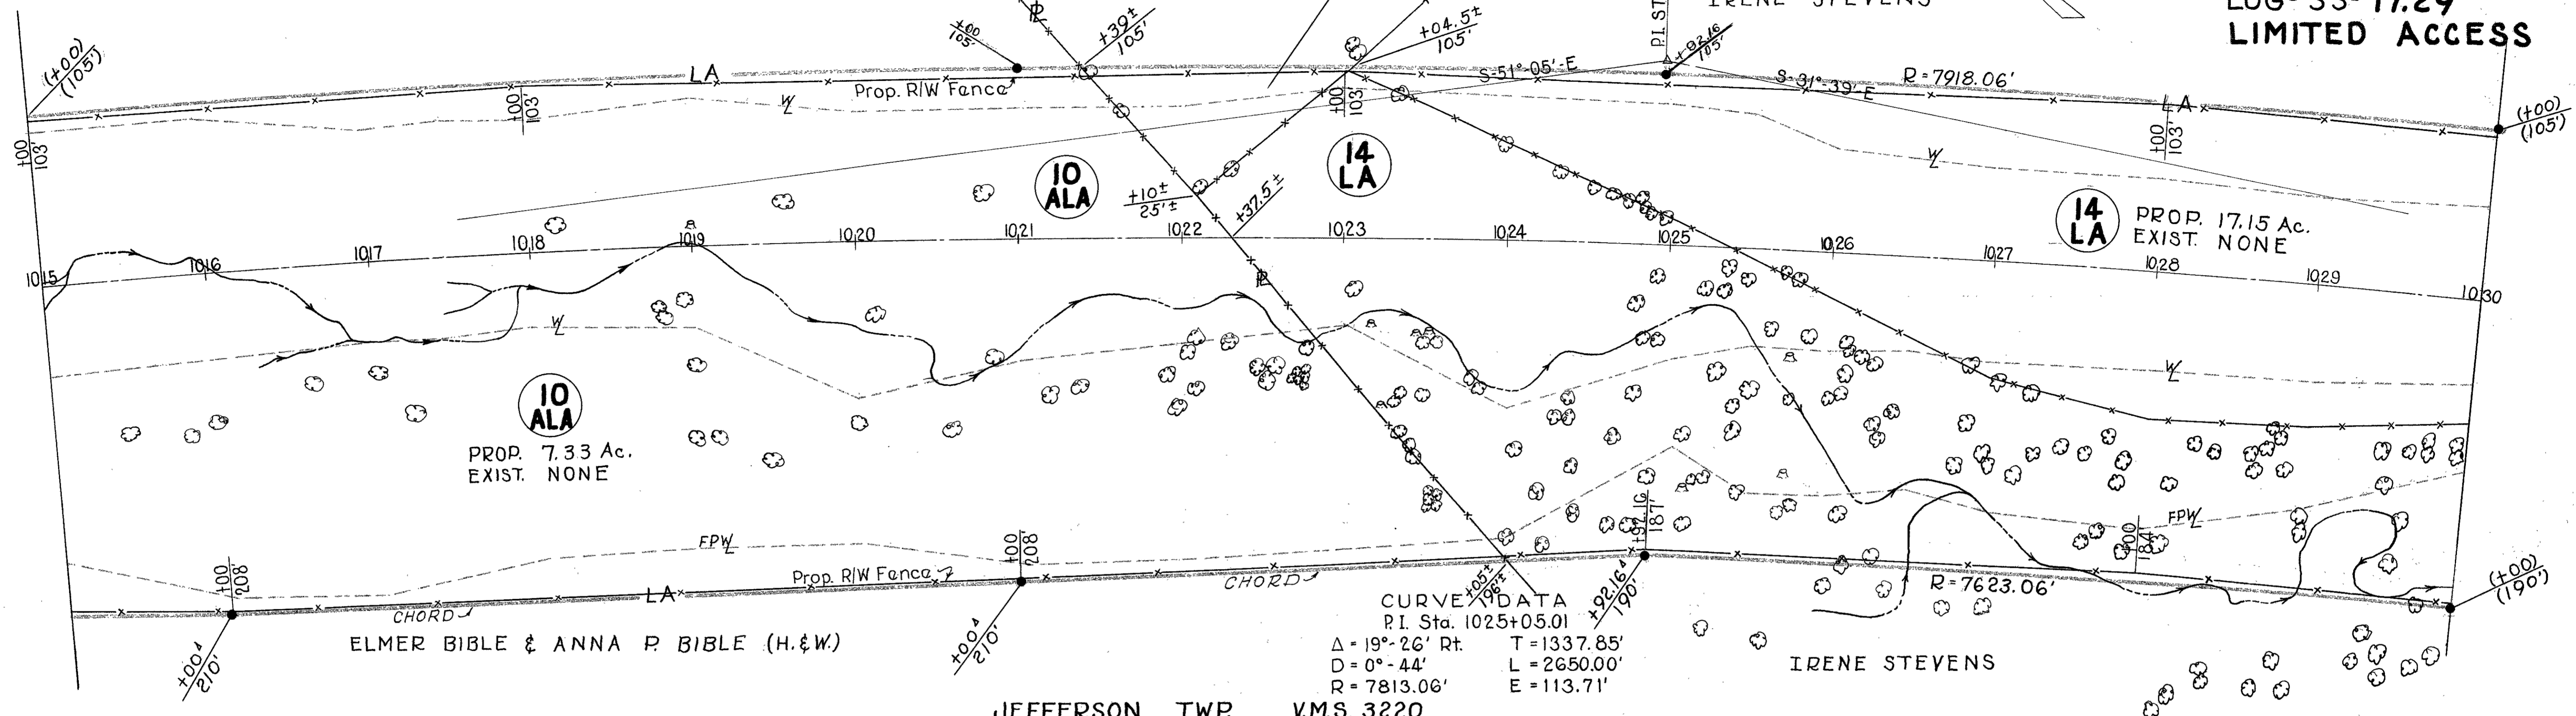 IRENE STEVENS
LOG-33-17.29
LIMITED ACCESS
(+00)
(105')
+00
105'
P̲L
+39±
105'
+04.5±
105'
P.I. ST
+92.16
105'
LA
Prop. R/W Fence
S-51°-05'-E
S-31°-39'-E
R=7918.06'
LA
(+00)
(105')
+00
103'
+00
103'
W̲L
+00
103'
+00
103'
W̲L
10
ALA
14
LA
+10±
25'±
+37.5±
14
LA
PROP. 17.15 Ac.
EXIST. NONE
1015
1016
1017
1018
1019
1020
1021
1022
1023
1024
1025
1026
1027
1028
1029
1030
PL
WL
WL
10
ALA
PROP. 7.33 Ac.
EXIST. NONE
FPWL
FPWL
+00
208'
+00
208'
+92.16
187'
+00
184'
Prop. R/W Fence
CHORD
LA
CHORD
+05±
196'±
+92.16
190'
R=7623.06'
(+00)
(190')
+00
210'
+00
210'
ELMER BIBLE & ANNA P. BIBLE (H.&W.)
CURVE DATA
P.I. Sta. 1025+05.01
Δ = 19°-26' Rt. T = 1337.85'
D = 0°-44' L = 2650.00'
R = 7813.06' E = 113.71'
IRENE STEVENS
JEFFERSON TWP. V.M.S. 3220